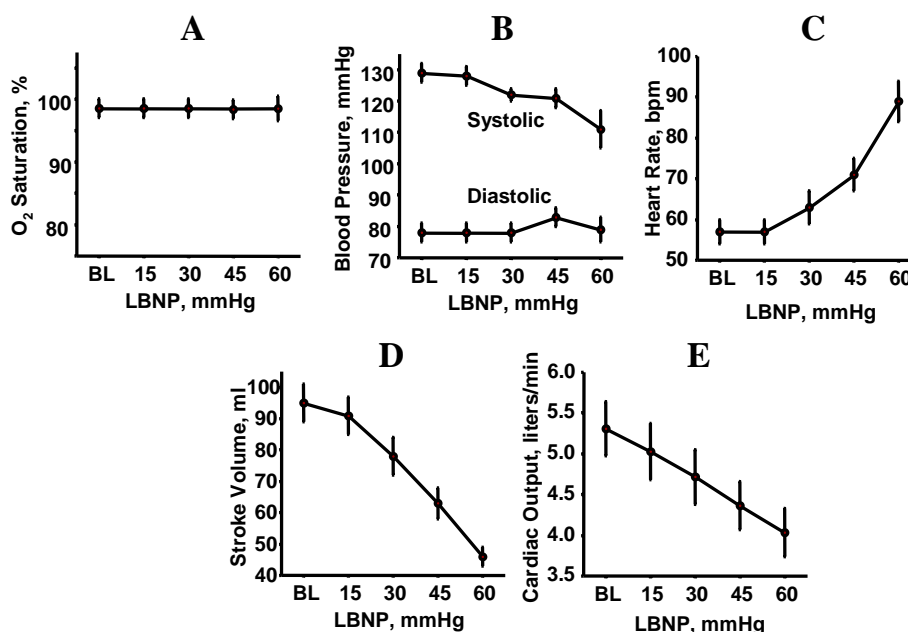 A
O2 Saturation, %
100
90
80
BL 15 30 45 60
LBNP, mmHg
B
Blood Pressure, mmHg
130
120
110
100
90
80
70
Systolic
Diastolic
BL 15 30 45 60
LBNP, mmHg
C
Heart Rate, bpm
100
90
80
70
60
50
BL 15 30 45 60
LBNP, mmHg
D
Stroke Volume, ml
100
90
80
70
60
50
40
BL 15 30 45 60
LBNP, mmHg
E
Cardiac Output, liters/min
6.0
5.5
5.0
4.5
4.0
3.5
BL 15 30 45 60
LBNP, mmHg